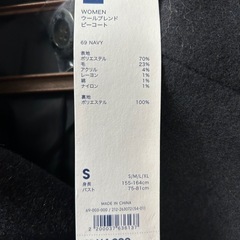 WOMEN
ウールブレンド
ピーコート
69 NAVY
表地
ポリエステル 70%
毛 23%
アクリル 4%
レーヨン 1%
綿 1%
ナイロン 1%
裏地
ポリエステル 100%
S S/M/L/XL
身長 155-164cm
バスト 75-81cm
MADE IN CHINA